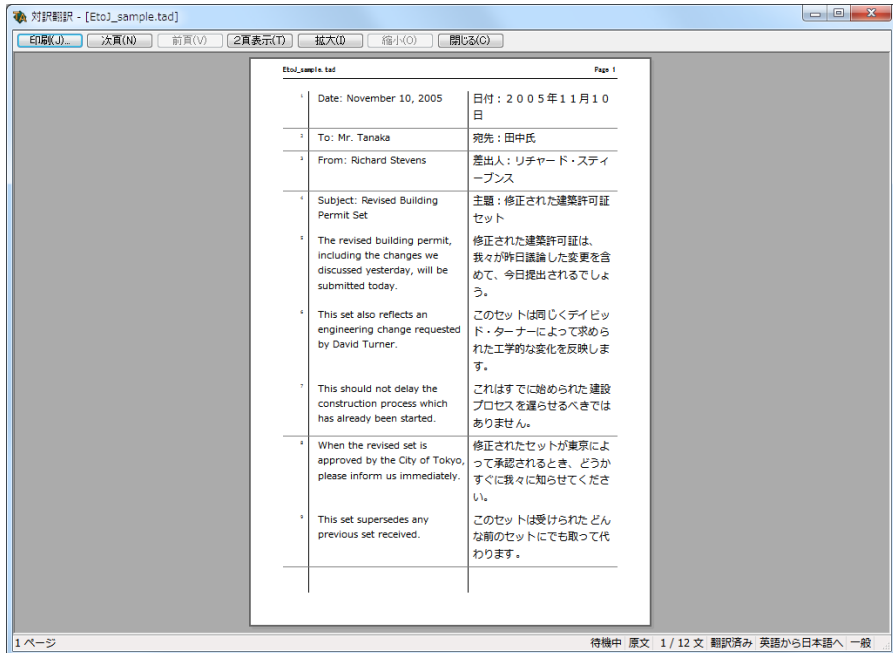 対訳翻訳 - [EtoJ_sample.tad]
印刷(J)... 次頁(N) 前頁(V) 2頁表示(T) 拡大(I) 縮小(O) 閉じる(C)
EtoJ_sample.tad Page 1
1 Date: November 10, 2005 日付：２００５年１１月１０
日
2 To: Mr. Tanaka 宛先：田中氏
3 From: Richard Stevens 差出人：リチャード・スティ
ーブンス
4 Subject: Revised Building 主題：修正された建築許可証
Permit Set セット
5 The revised building permit, 修正された建築許可証は、
including the changes we 我々が昨日議論した変更を含
discussed yesterday, will be めて、今日提出されるでしょ
submitted today. う。
6 This set also reflects an このセットは同じくデイビッ
engineering change requested ド・ターナーによって求めら
by David Turner. れた工学的な変化を反映しま
す。
7 This should not delay the これはすでに始められた建設
construction process which プロセスを遅らせるべきでは
has already been started. ありません。
8 When the revised set is 修正されたセットが東京によ
approved by the City of Tokyo, って承認されるとき、どうか
please inform us immediately. すぐに我々に知らせてくださ
い。
9 This set supersedes any このセットは受けられたどん
previous set received. な前のセットにでも取って代
わります。
1 ページ 待機中 原文 1 / 12 文 翻訳済み 英語から日本語へ 一般